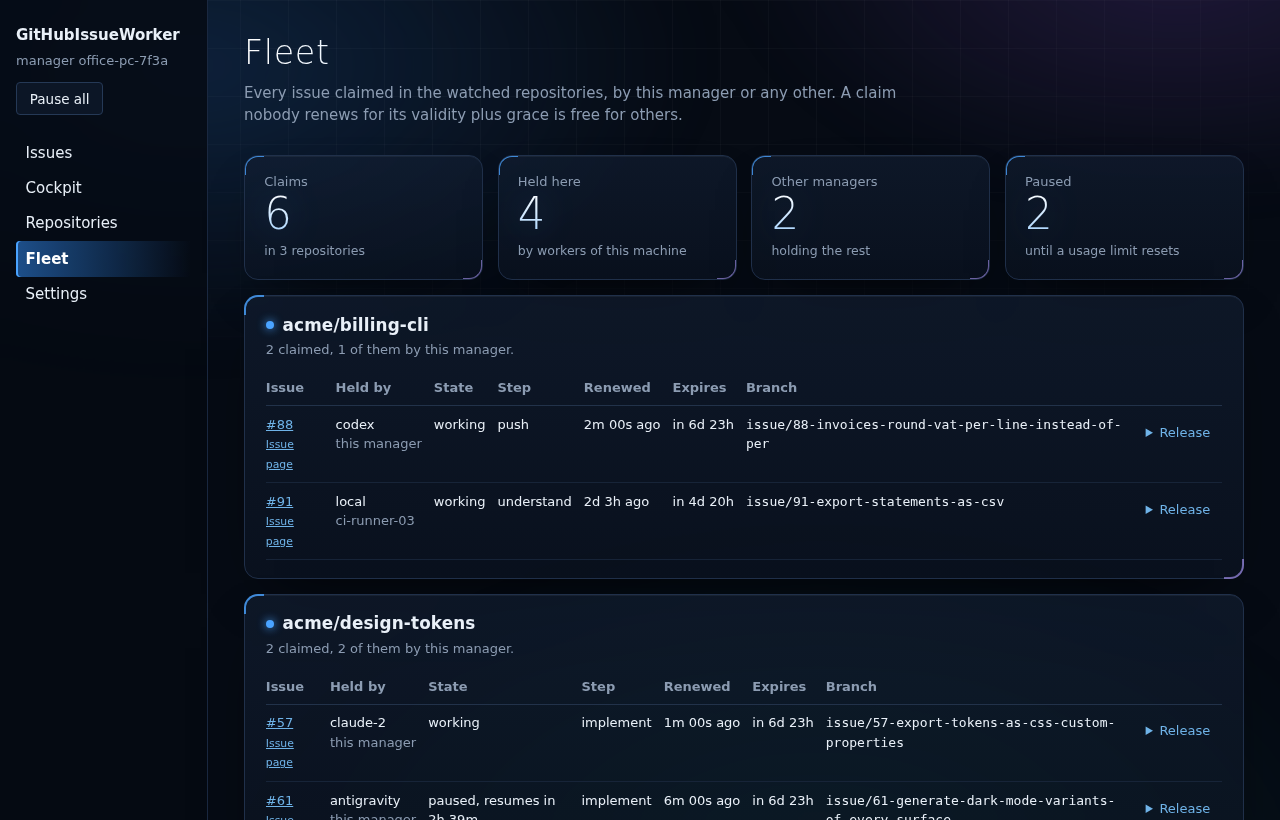 GitHubIssueWorker
manager office-pc-7f3a
Pause all
Issues
Cockpit
Repositories
Fleet
Settings
Fleet
Every issue claimed in the watched repositories, by this manager or any other. A claim
nobody renews for its validity plus grace is free for others.
Claims
6
in 3 repositories
Held here
4
by workers of this machine
Other managers
2
holding the rest
Paused
2
until a usage limit resets
acme/billing-cli
2 claimed, 1 of them by this manager.
Issue Held by State Step Renewed Expires Branch
#88 codex working push 2m 00s ago in 6d 23h issue/88-invoices-round-vat-per-line-instead-of- Release
Issue this manager per
page
#91 local working understand 2d 3h ago in 4d 20h issue/91-export-statements-as-csv Release
Issue ci-runner-03
page
acme/design-tokens
2 claimed, 2 of them by this manager.
Issue Held by State Step Renewed Expires Branch
#57 claude-2 working implement 1m 00s ago in 6d 23h issue/57-export-tokens-as-css-custom- Release
Issue this manager properties
page
#61 antigravity paused, resumes in implement 6m 00s ago in 6d 23h issue/61-generate-dark-mode-variants- Release
Issue this manager 2h 39m of-every-surface